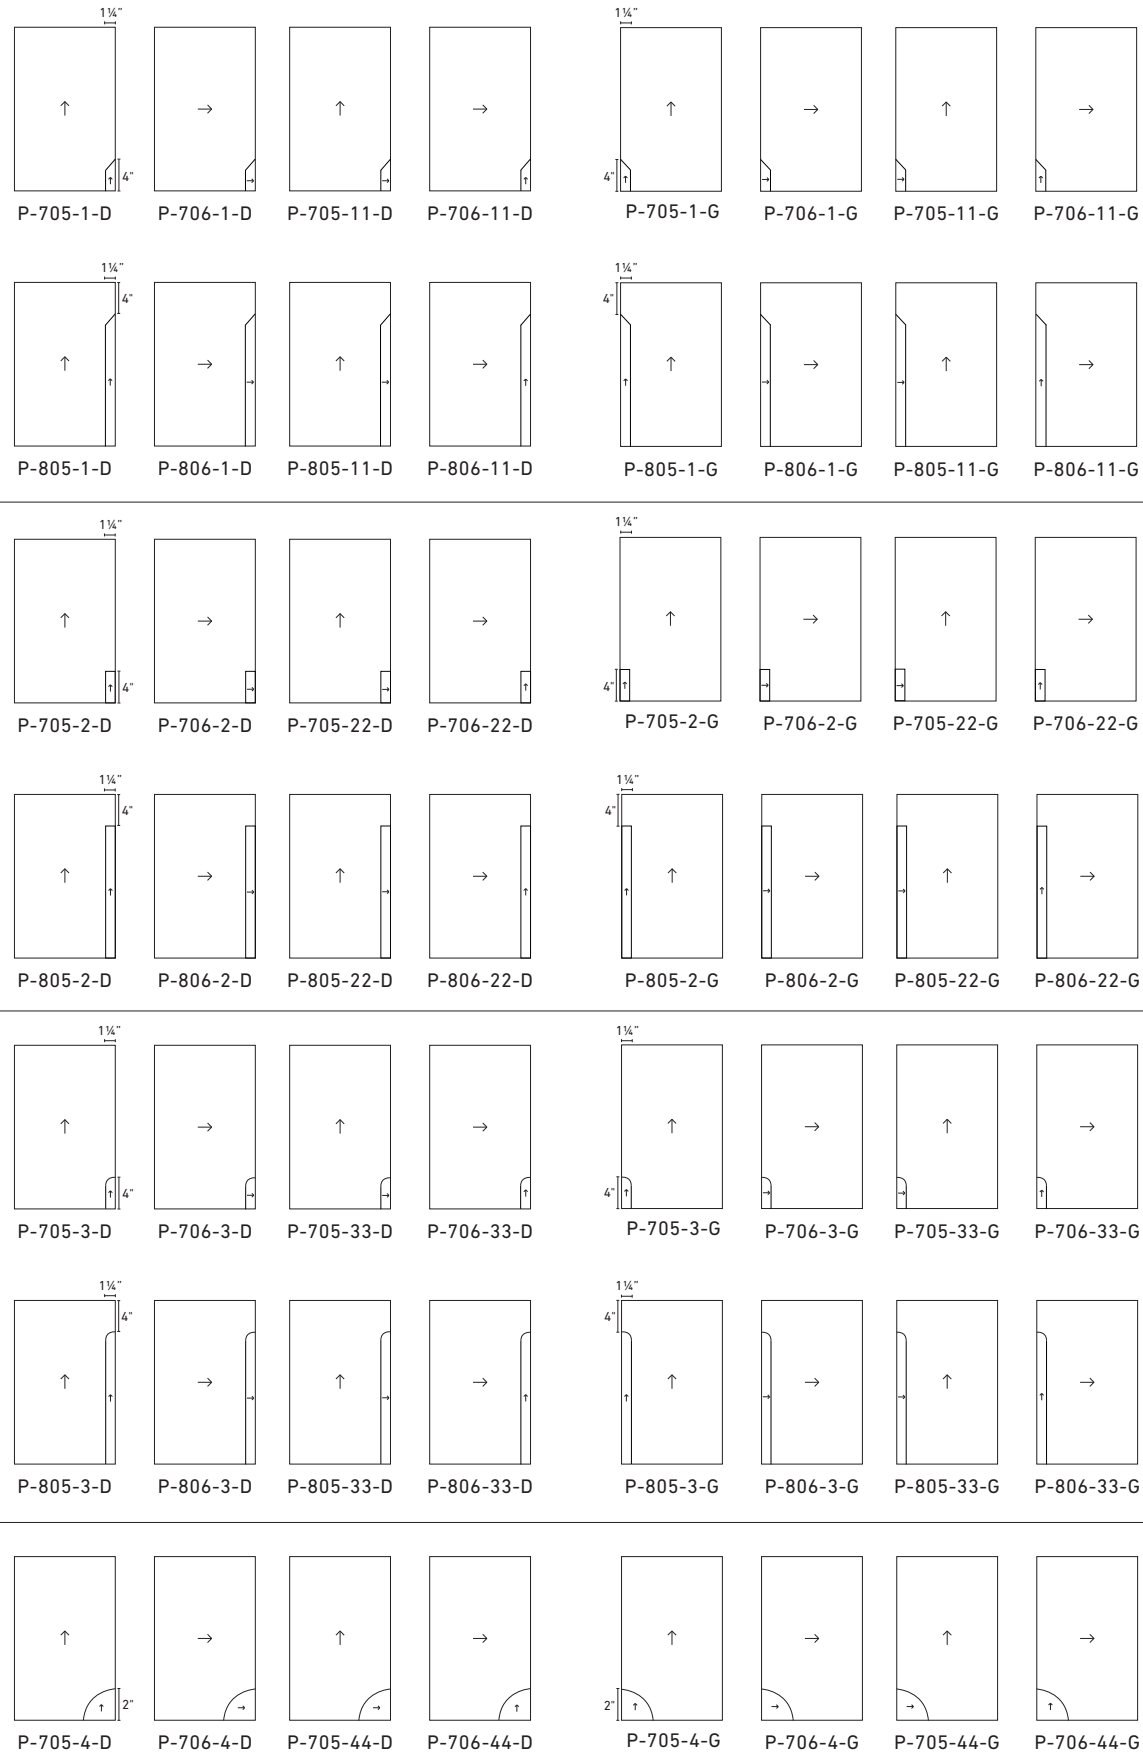 1¼" 1¼"
4" 4"
P-705-1-D P-706-1-D P-705-11-D P-706-11-D P-705-1-G P-706-1-G P-705-11-G P-706-11-G
1¼" 1¼"
4" 4"
P-805-1-D P-806-1-D P-805-11-D P-806-11-D P-805-1-G P-806-1-G P-805-11-G P-806-11-G
1¼" 1¼"
4" 4"
P-705-2-D P-706-2-D P-705-22-D P-706-22-D P-705-2-G P-706-2-G P-705-22-G P-706-22-G
1¼" 1¼"
4" 4"
P-805-2-D P-806-2-D P-805-22-D P-806-22-D P-805-2-G P-806-2-G P-805-22-G P-806-22-G
1¼" 1¼"
4" 4"
P-705-3-D P-706-3-D P-705-33-D P-706-33-D P-705-3-G P-706-3-G P-705-33-G P-706-33-G
1¼" 1¼"
4" 4"
P-805-3-D P-806-3-D P-805-33-D P-806-33-D P-805-3-G P-806-3-G P-805-33-G P-806-33-G
2" 2"
P-705-4-D P-706-4-D P-705-44-D P-706-44-D P-705-4-G P-706-4-G P-705-44-G P-706-44-G